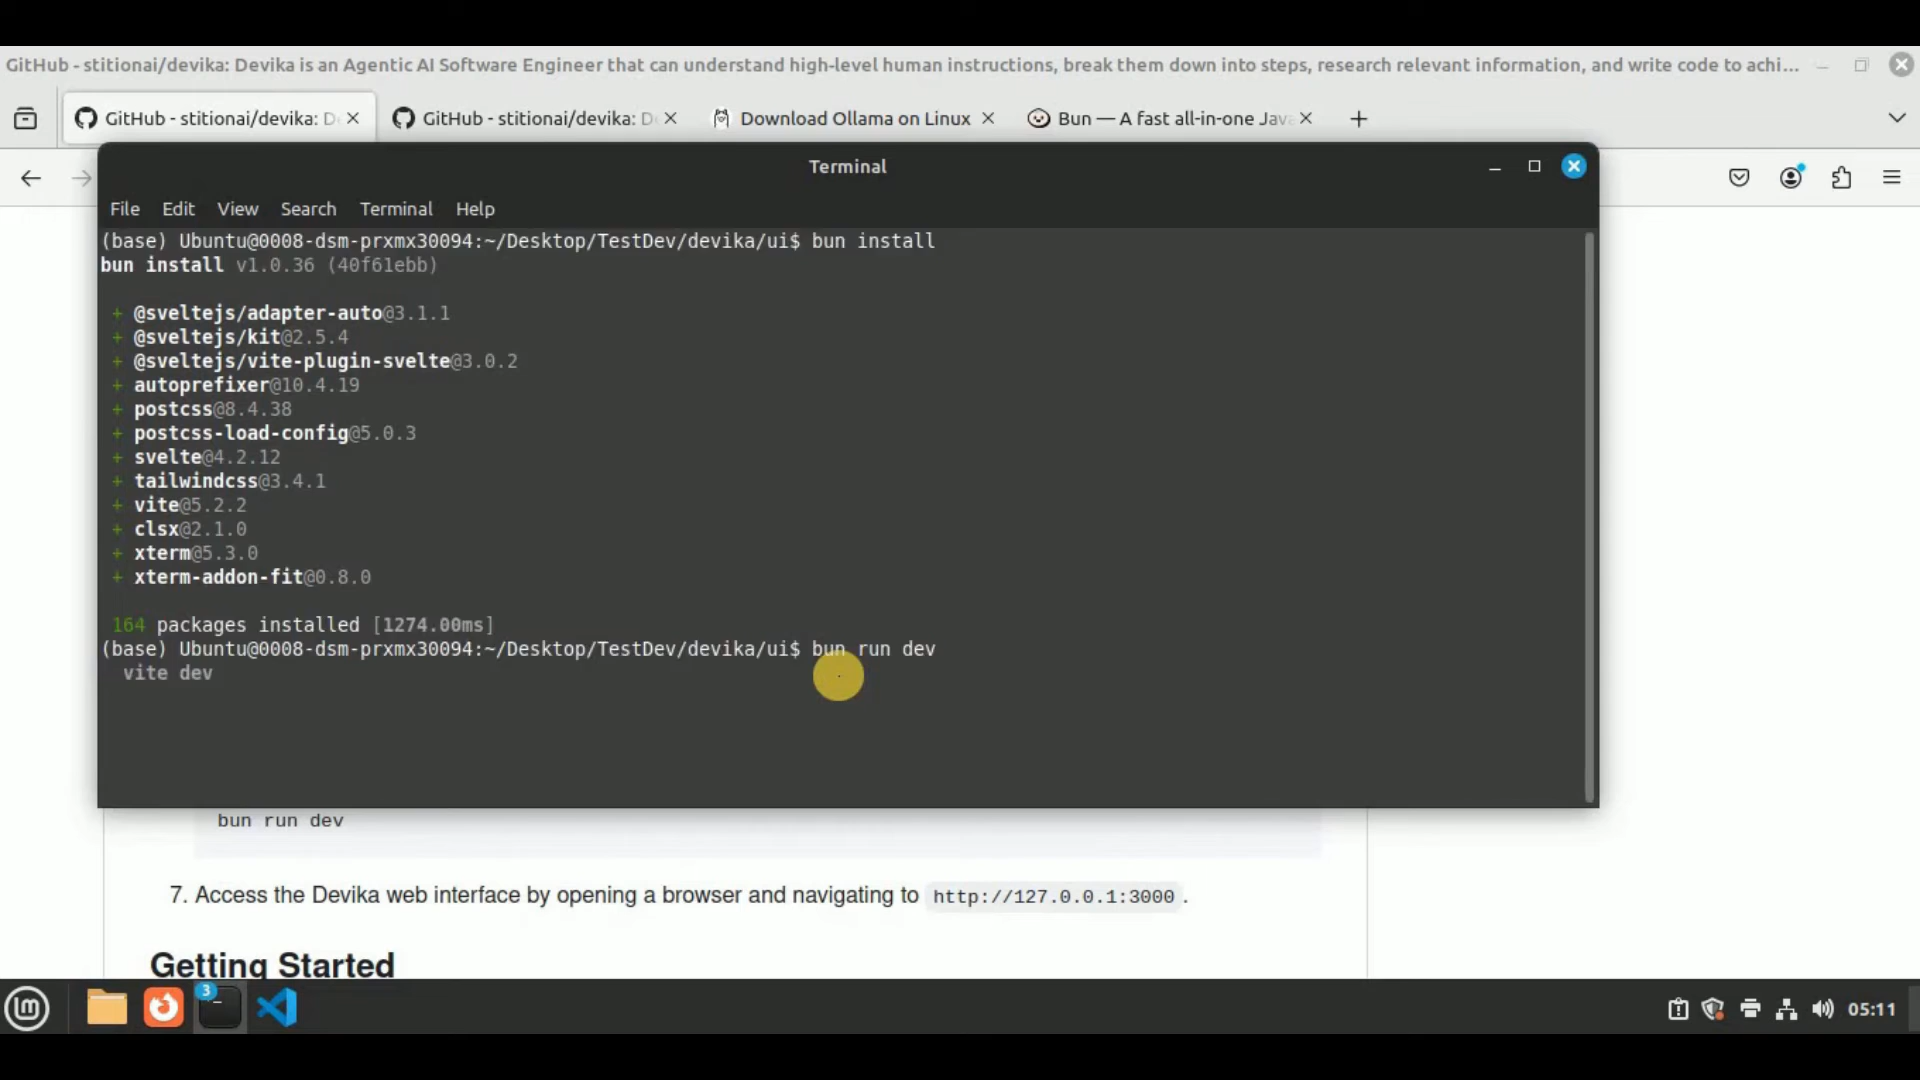 GitHub - stitionai/devika: Devika is an Agentic AI Software Engineer that can understand high-level human instructions, break them down into steps, research relevant information, and write code to achi...
GitHub - stitionai/devika: D
GitHub - stitionai/devika: D
Download Ollama on Linux
Bun — A fast all-in-one Java
Terminal
File Edit View Search Terminal Help
(base) Ubuntu@0008-dsm-prxmx30094:~/Desktop/TestDev/devika/ui$ bun install
bun install v1.0.36 (40f61ebb)
+ @sveltejs/adapter-auto@3.1.1
+ @sveltejs/kit@2.5.4
+ @sveltejs/vite-plugin-svelte@3.0.2
+ autoprefixer@10.4.19
+ postcss@8.4.38
+ postcss-load-config@5.0.3
+ svelte@4.2.12
+ tailwindcss@3.4.1
+ vite@5.2.2
+ clsx@2.1.0
+ xterm@5.3.0
+ xterm-addon-fit@0.8.0
164 packages installed [1274.00ms]
(base) Ubuntu@0008-dsm-prxmx30094:~/Desktop/TestDev/devika/ui$ bun run dev
vite dev
bun run dev
7. Access the Devika web interface by opening a browser and navigating to http://127.0.0.1:3000.
Getting Started
3
05:11